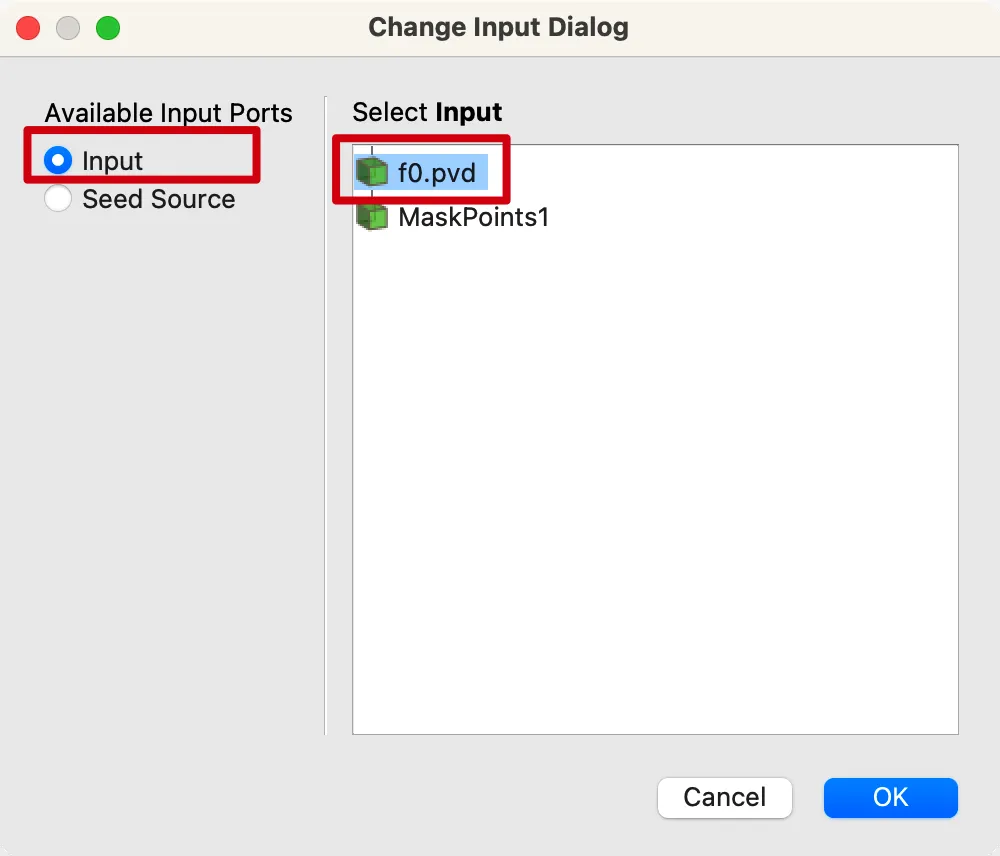 Change Input Dialog
Available Input Ports
Input
Seed Source
Select Input
f0.pvd
MaskPoints1
Cancel
OK